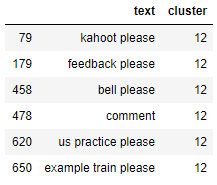 text cluster
79 kahoot please 12
179 feedback please 12
458 bell please 12
478 comment 12
620 us practice please 12
650 example train please 12